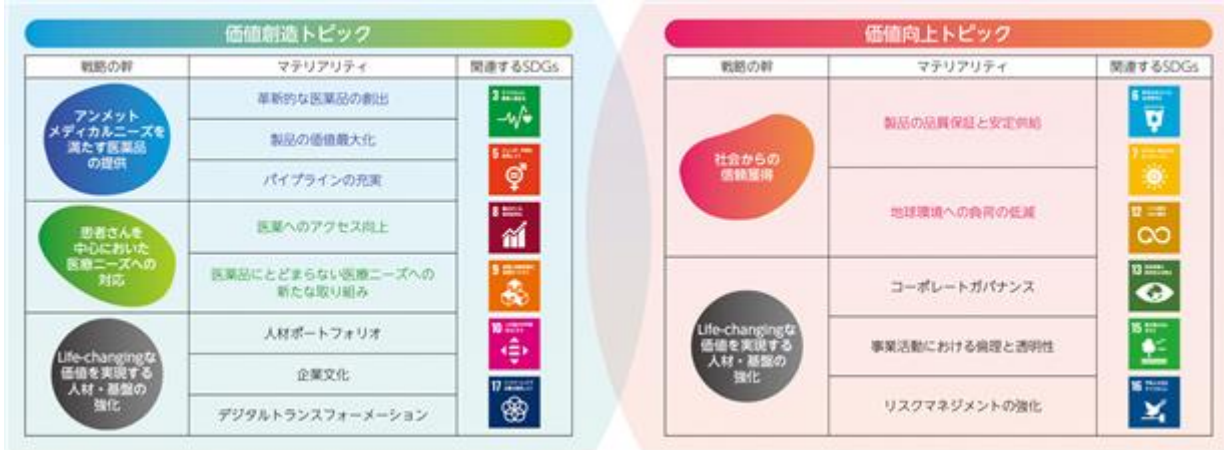 価値創造トピック
戦略の幹
マテリアリティ
関連するSDGs
アンメット
メディカルニーズを
満たす医薬品
の提供
革新的な医薬品の創出
製品の価値最大化
パイプラインの充実
患者さんを
中心においた
医療ニーズへの
対応
医薬へのアクセス向上
医薬品にとどまらない医療ニーズへの
新たな取り組み
Life-changingな
価値を実現する
人材・基盤の
強化
人材ポートフォリオ
企業文化
デジタルトランスフォーメーション
3
5
8
9
10
17
価値向上トピック
戦略の幹
マテリアリティ
関連するSDGs
社会からの
信頼獲得
製品の品質保証と安定供給
地球環境への負荷の低減
Life-changingな
価値を実現する
人材・基盤の
強化
コーポレートガバナンス
事業活動における倫理と透明性
リスクマネジメントの強化
6
7
12
13
15
16